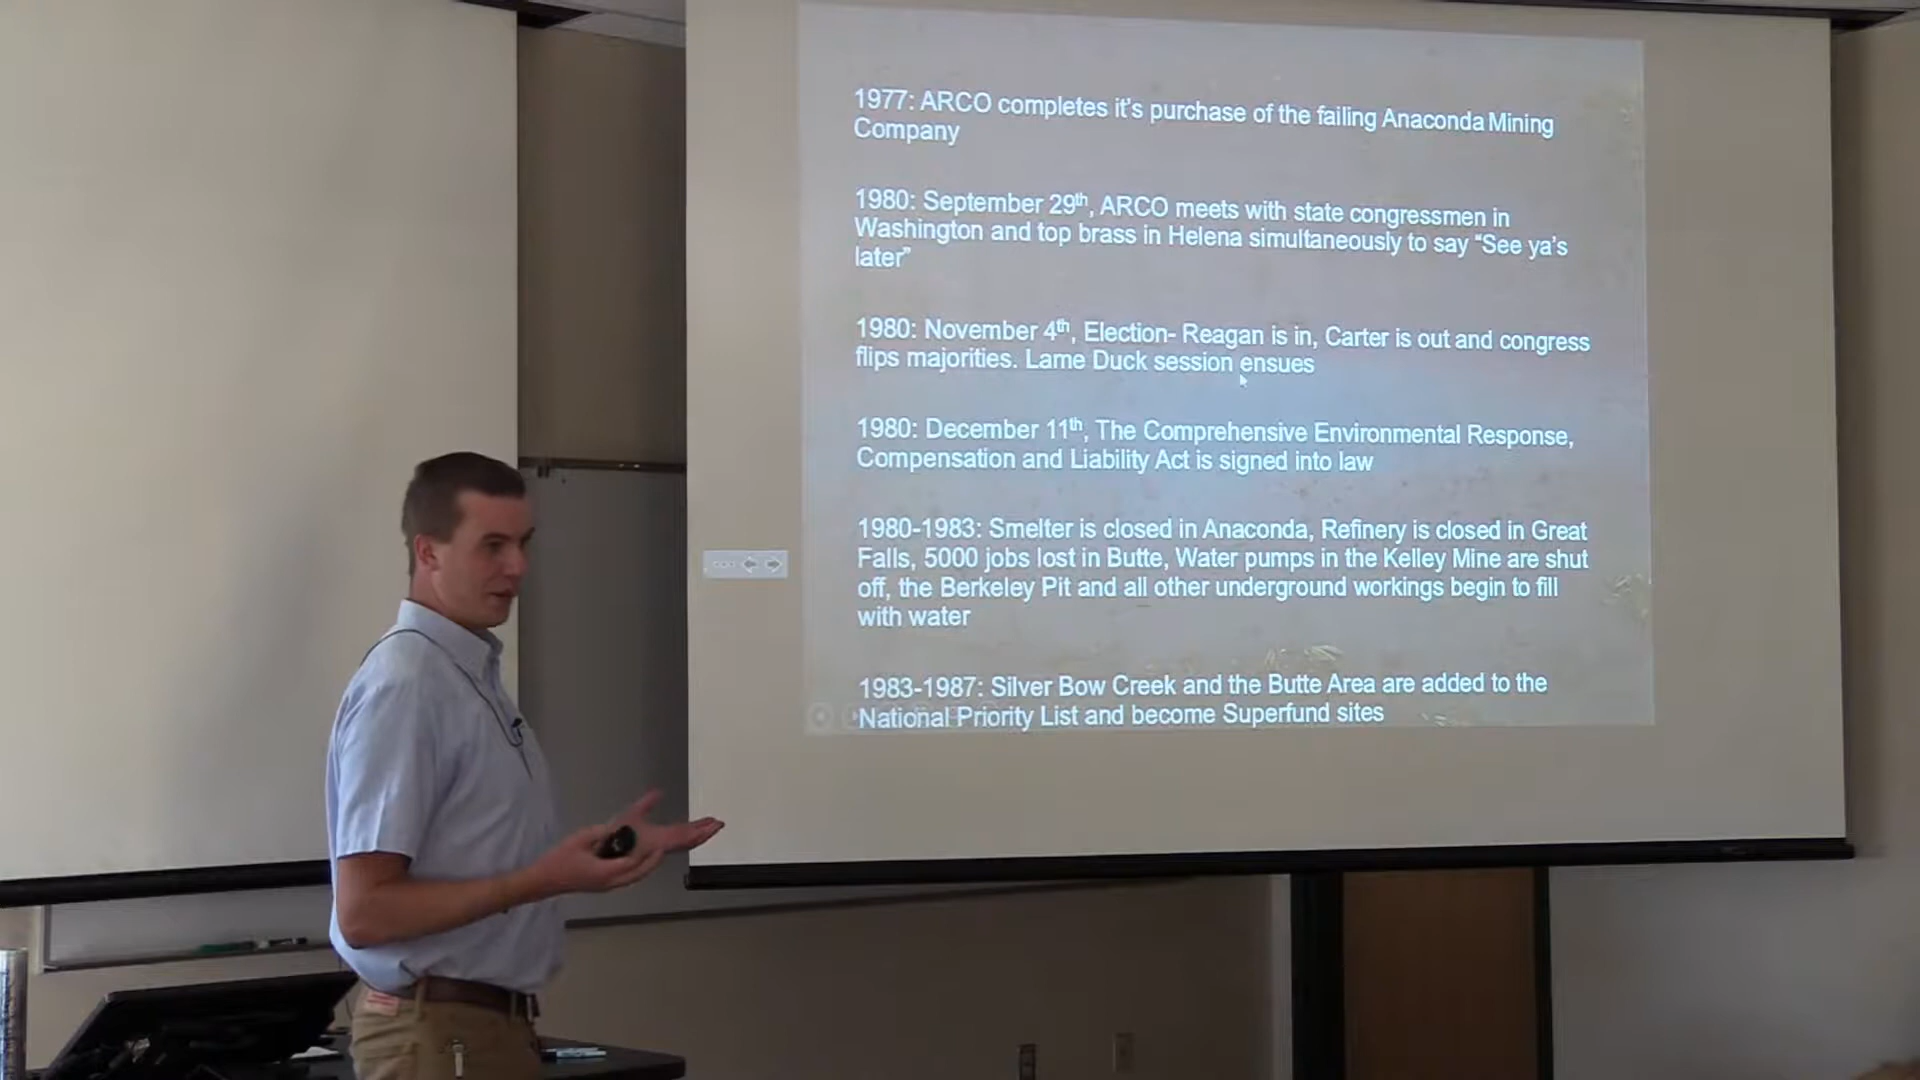 1977: ARCO completes it's purchase of the failing Anaconda Mining
Company
1980: September 29th, ARCO meets with state congressmen in
Washington and top brass in Helena simultaneously to say “See ya's
later”
1980: November 4th, Election- Reagan is in, Carter is out and congress
flips majorities. Lame Duck session ensues
1980: December 11th, The Comprehensive Environmental Response,
Compensation and Liability Act is signed into law
1980-1983: Smelter is closed in Anaconda, Refinery is closed in Great
Falls, 5000 jobs lost in Butte, Water pumps in the Kelley Mine are shut
off, the Berkeley Pit and all other underground workings begin to fill
with water
1983-1987: Silver Bow Creek and the Butte Area are added to the
National Priority List and become Superfund sites